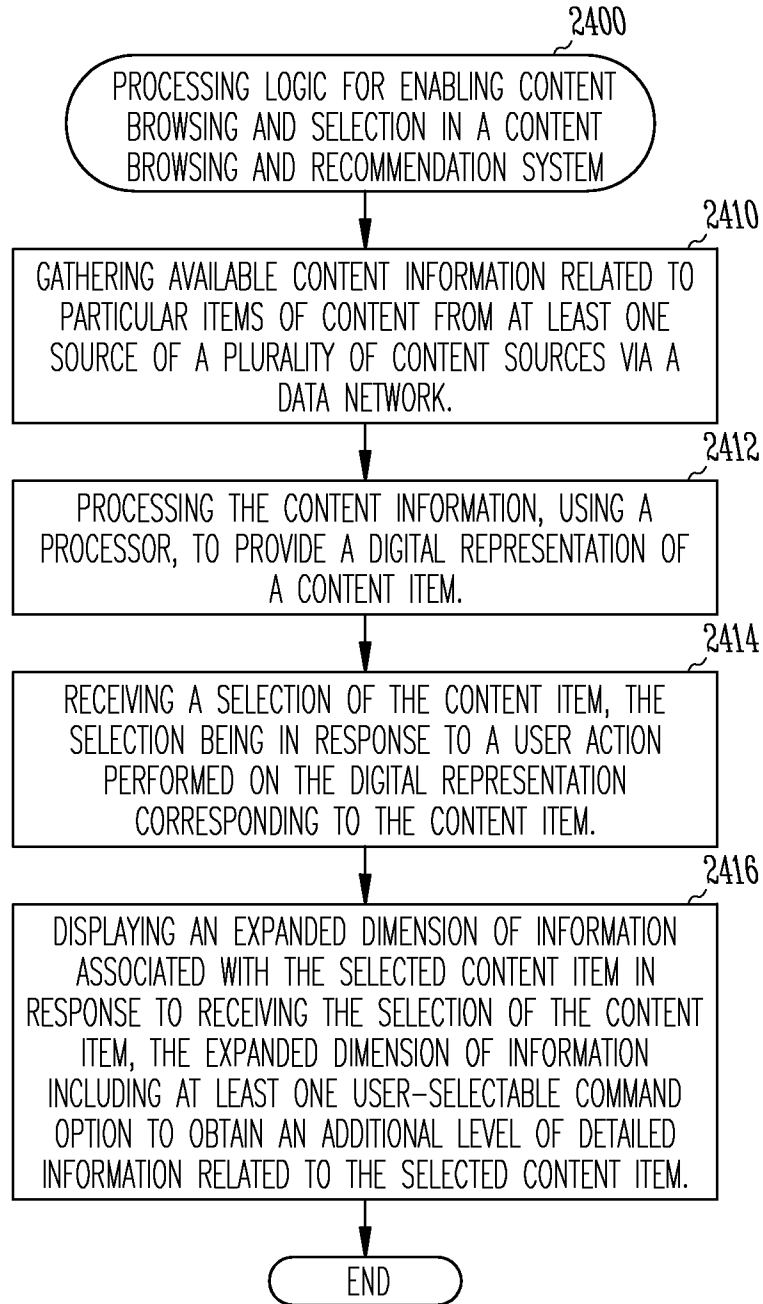 2400
PROCESSING LOGIC FOR ENABLING CONTENT
BROWSING AND SELECTION IN A CONTENT
BROWSING AND RECOMMENDATION SYSTEM
2410
GATHERING AVAILABLE CONTENT INFORMATION RELATED TO
PARTICULAR ITEMS OF CONTENT FROM AT LEAST ONE
SOURCE OF A PLURALITY OF CONTENT SOURCES VIA A
DATA NETWORK.
2412
PROCESSING THE CONTENT INFORMATION, USING A
PROCESSOR, TO PROVIDE A DIGITAL REPRESENTATION OF
A CONTENT ITEM.
2414
RECEIVING A SELECTION OF THE CONTENT ITEM, THE
SELECTION BEING IN RESPONSE TO A USER ACTION
PERFORMED ON THE DIGITAL REPRESENTATION
CORRESPONDING TO THE CONTENT ITEM.
2416
DISPLAYING AN EXPANDED DIMENSION OF INFORMATION
ASSOCIATED WITH THE SELECTED CONTENT ITEM IN
RESPONSE TO RECEIVING THE SELECTION OF THE CONTENT
ITEM, THE EXPANDED DIMENSION OF INFORMATION
INCLUDING AT LEAST ONE USER-SELECTABLE COMMAND
OPTION TO OBTAIN AN ADDITIONAL LEVEL OF DETAILED
INFORMATION RELATED TO THE SELECTED CONTENT ITEM.
END